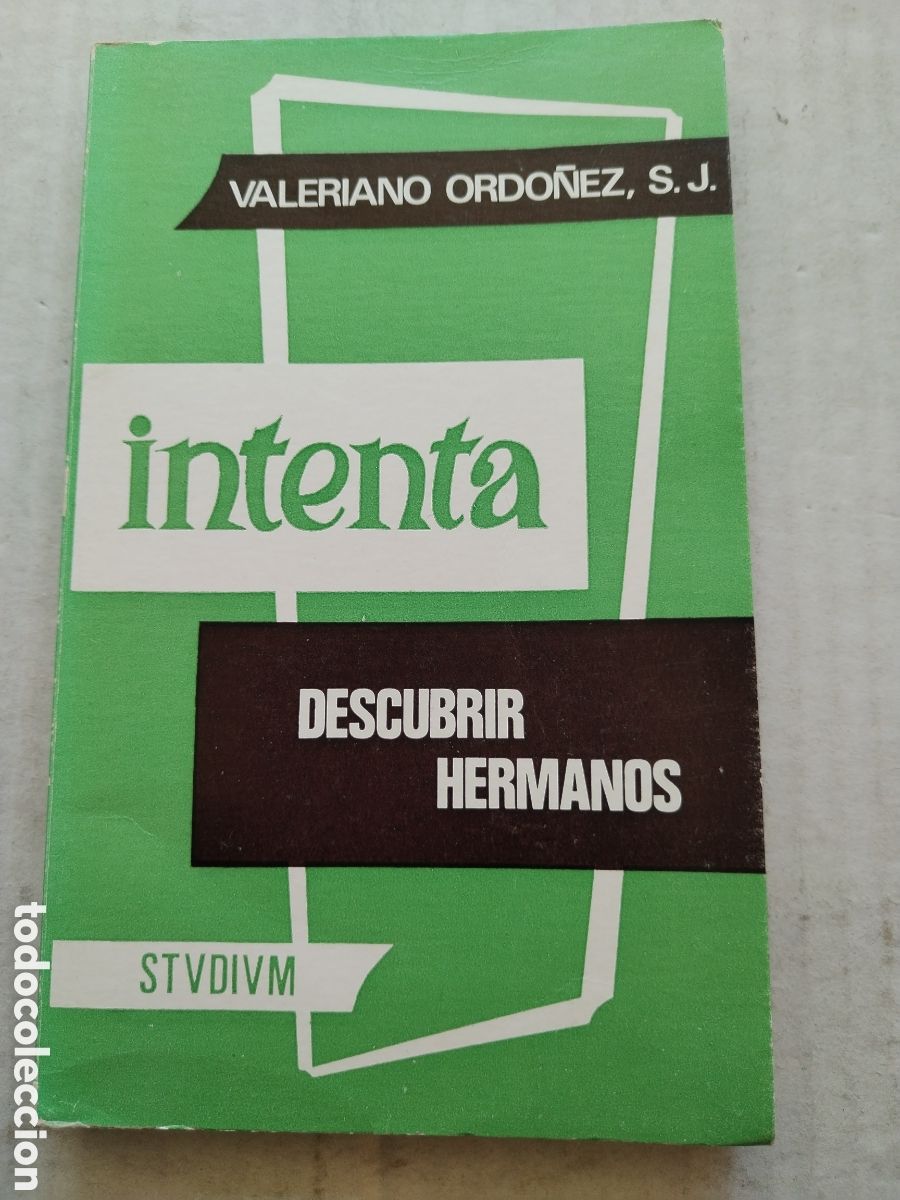 VALERIANO ORDOÑEZ, S.J.
intenta
DESCUBRIR
HERMANOS
STVDIVM
todocoleccion